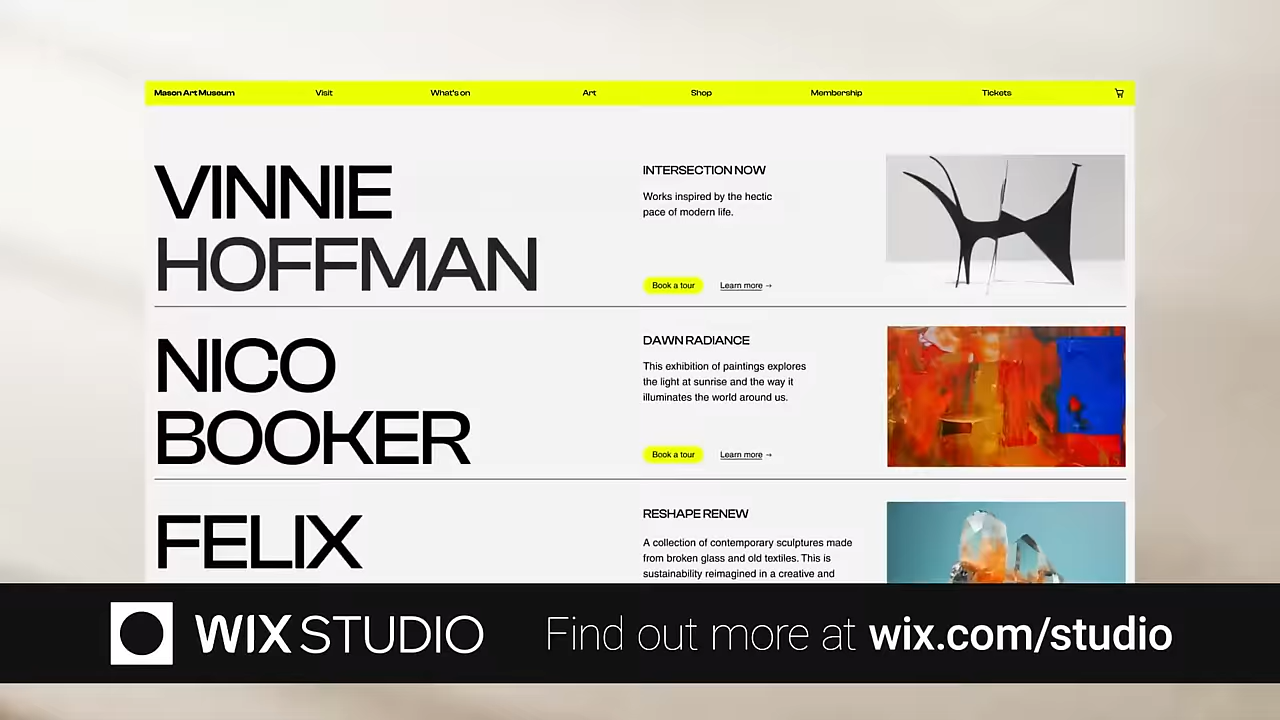 Mason Art Museum Visit What's on Art Shop Membership Tickets
VINNIE
HOFFMAN
INTERSECTION NOW
Works inspired by the hectic
pace of modern life.
Book a tour Learn more →
NICO
BOOKER
DAWN RADIANCE
This exhibition of paintings explores
the light at sunrise and the way it
illuminates the world around us.
Book a tour Learn more →
FELIX
RESHAPE RENEW
A collection of contemporary sculptures made
from broken glass and old textiles. This is
sustainability reimagined in a creative and
WIX STUDIO Find out more at wix.com/studio